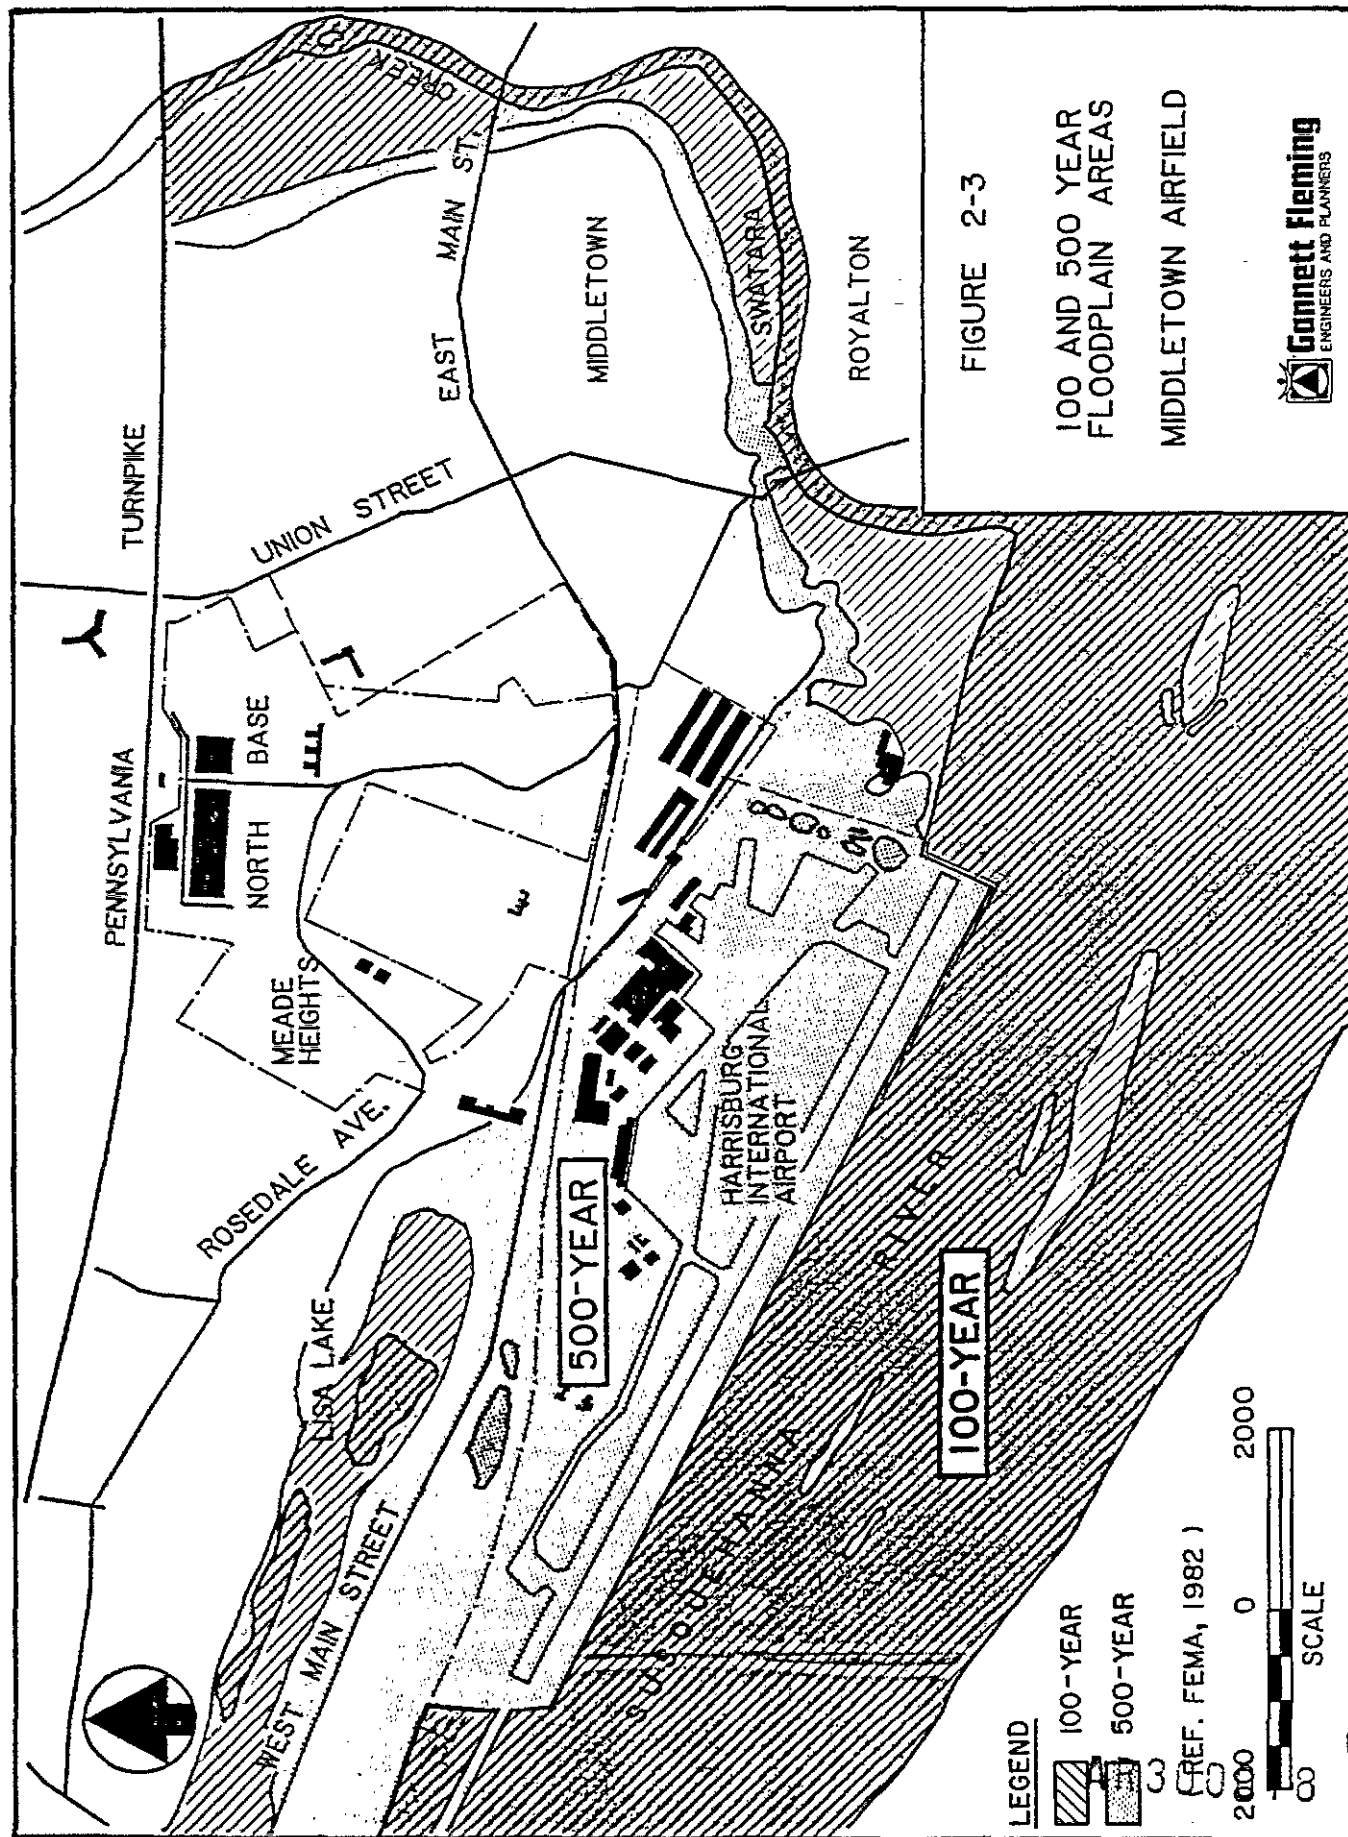 PENNSYLVANIA TURNPIKE
CREEK
EAST MAIN ST.
UNION STREET
NORTH BASE
MEADE
HEIGHTS
ROSEDALE AVE.
MIDDLETOWN
SWATARA
ROYALTON
LISA LAKE
WEST MAIN STREET
500-YEAR
HARRISBURG
INTERNATIONAL
AIRPORT
SUSQUEHANNA RIVER
100-YEAR
LEGEND
100-YEAR
500-YEAR
(REF. FEMA, 1982 )
2000 0 2000
SCALE
FIGURE 2-3
100 AND 500 YEAR
FLOODPLAIN AREAS
MIDDLETOWN AIRFIELD
Gannett Fleming
ENGINEERS AND PLANNERS